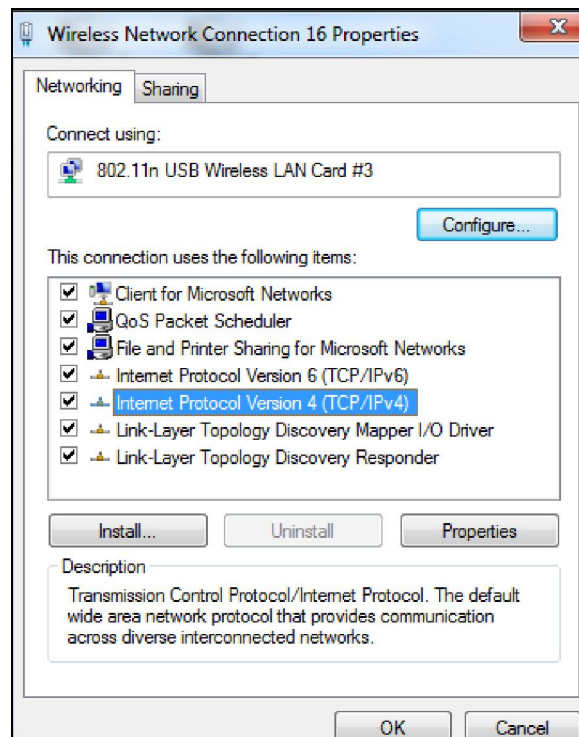 Wireless Network Connection 16 Properties
Networking
Sharing
Connect using:
802.11n USB Wireless LAN Card #3
Configure...
This connection uses the following items:
Client for Microsoft Networks
QoS Packet Scheduler
File and Printer Sharing for Microsoft Networks
Internet Protocol Version 6 (TCP/IPv6)
Internet Protocol Version 4 (TCP/IPv4)
Link-Layer Topology Discovery Mapper I/O Driver
Link-Layer Topology Discovery Responder
Install...
Uninstall
Properties
Description
Transmission Control Protocol/Internet Protocol. The default
wide area network protocol that provides communication
across diverse interconnected networks.
OK
Cancel